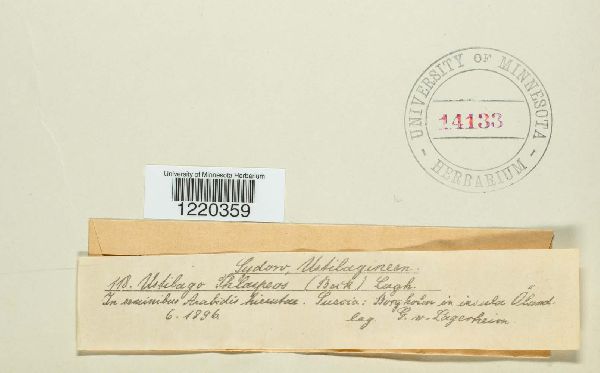 UNIVERSITY OF MINNESOTA
14133
- HERBARIUM -
University of Minnesota Herbarium
1220359
Sydow, Ustilagineen.
118. Ustilago Thlaspeos (Beck) Lagh.
In seminibus Arabidis hirsutae. Suecia: Borgholm in insula Öland
6. 1896. leg G. v. Lagerheim.